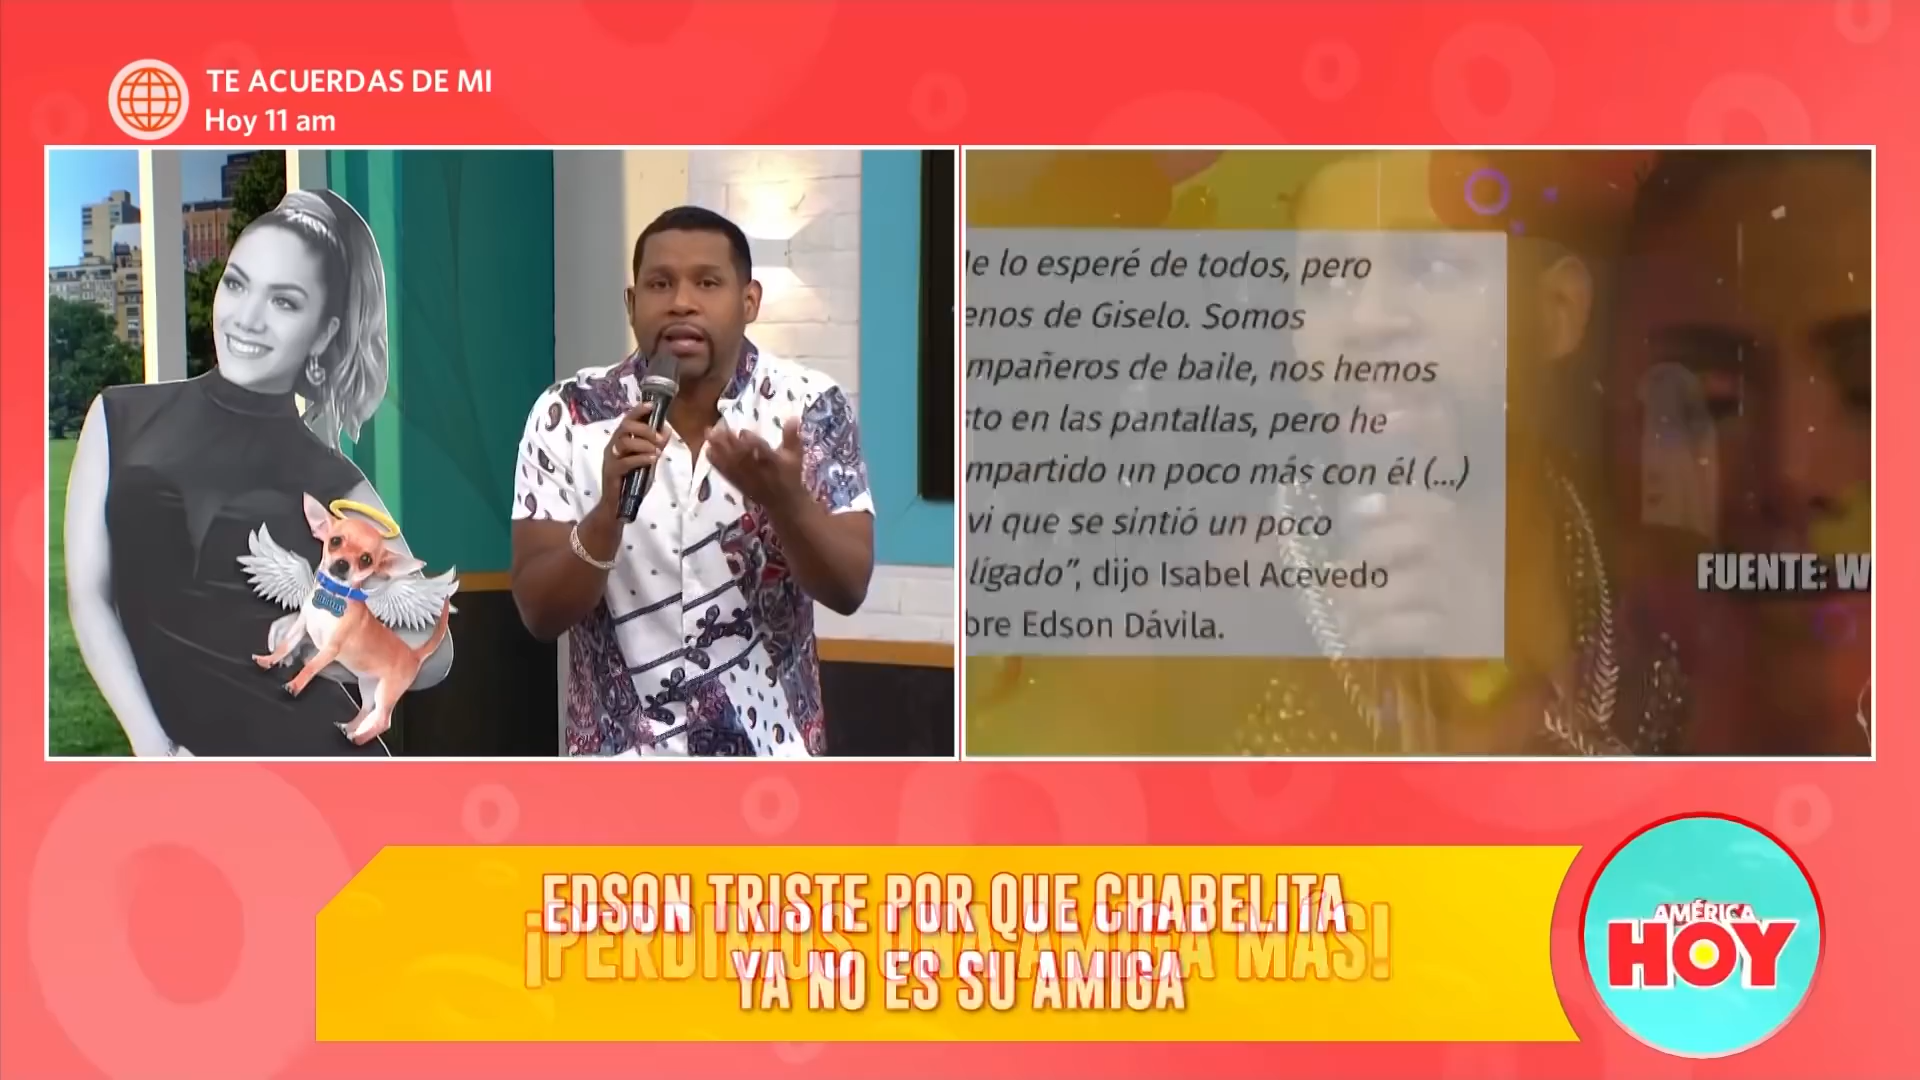 TE ACUERDAS DE MI
Hoy 11 am
e lo esperé de todos, pero
enos de Giselo. Somos
mpañeros de baile, nos hemos
to en las pantallas, pero he
mpartido un poco más con él (...)
vi que se sintió un poco
ligado”, dijo Isabel Acevedo
bre Edson Dávila.
FUENTE: W
EDSON TRISTE POR QUE CHABELITA
¡PERDIMOS UNA AMIGA MÁS!
YA NO ES SU AMIGA
AMÉRICA
HOY